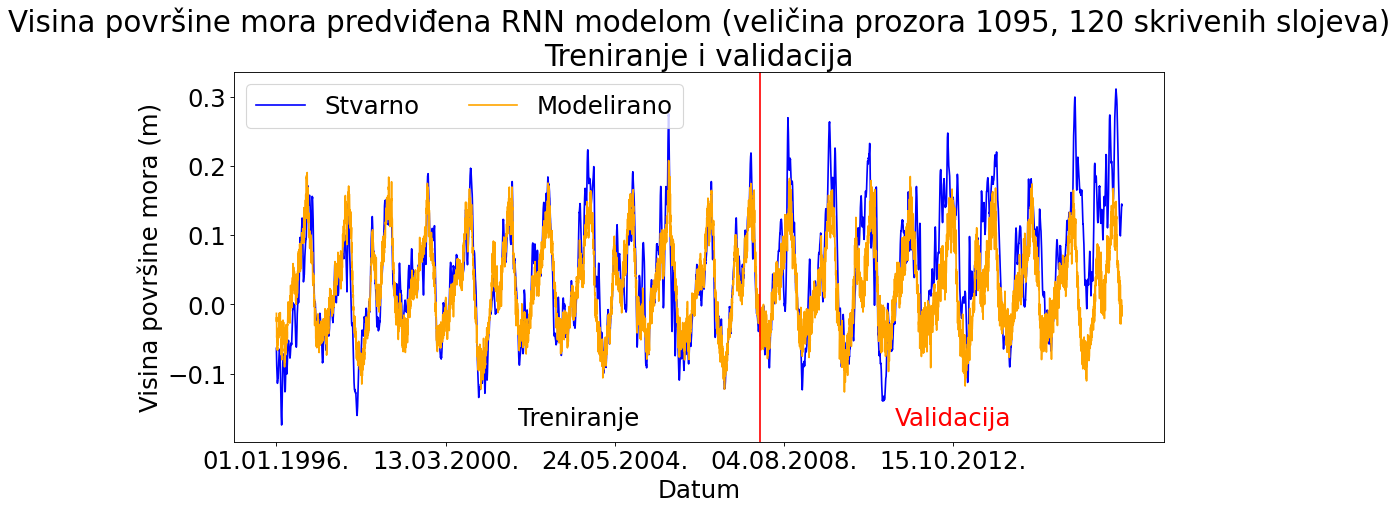 Visina površine mora predviđena RNN modelom (veličina prozora 1095, 120 skrivenih slojeva)
Treniranje i validacija
Stvarno Modelirano
0.3
0.2
0.1
0.0
−0.1
Visina površine mora (m)
Treniranje Validacija
01.01.1996. 13.03.2000. 24.05.2004. 04.08.2008. 15.10.2012.
Datum